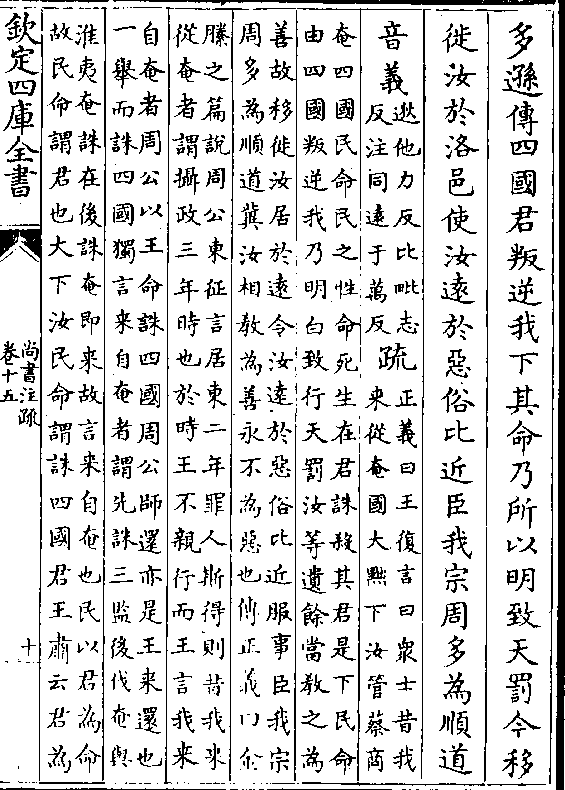 多遜傳四國君叛逆我下其命乃所以明致天罰今移
徙汝於洛邑使汝遠於惡俗比近臣我宗周多為順道
音義逖他力反比毗志
反注同遠于萬反疏正義曰王復言曰衆士昔我
來從奄國大黜下汝管蔡商
奄四國民命民之性命死生在君誅殺其君是下民命
由四國叛逆我乃明白致行天罰汝等遺餘當教之為
善故移徙汝居於遠令汝遠於惡俗比近服事臣我宗
周多為順道冀汝相教為善永不為惡也傳正義曰金
縢之篇說周公東征言居東二年罪人斯得則昔我來
從奄者謂攝政三年時也於時王不親行而王言我來
自奄者周公以王命誅四國周公師還亦是王來還也
一舉而誅四國獨言來自奄者謂先誅三監後伐奄與
淮夷奄誅在後誅奄即來故言來自奄也民以君為命
故民命謂君也大下汝民命謂誅四國君王肅云君為
欽定四庫全書
尚書注疏
卷十五
十